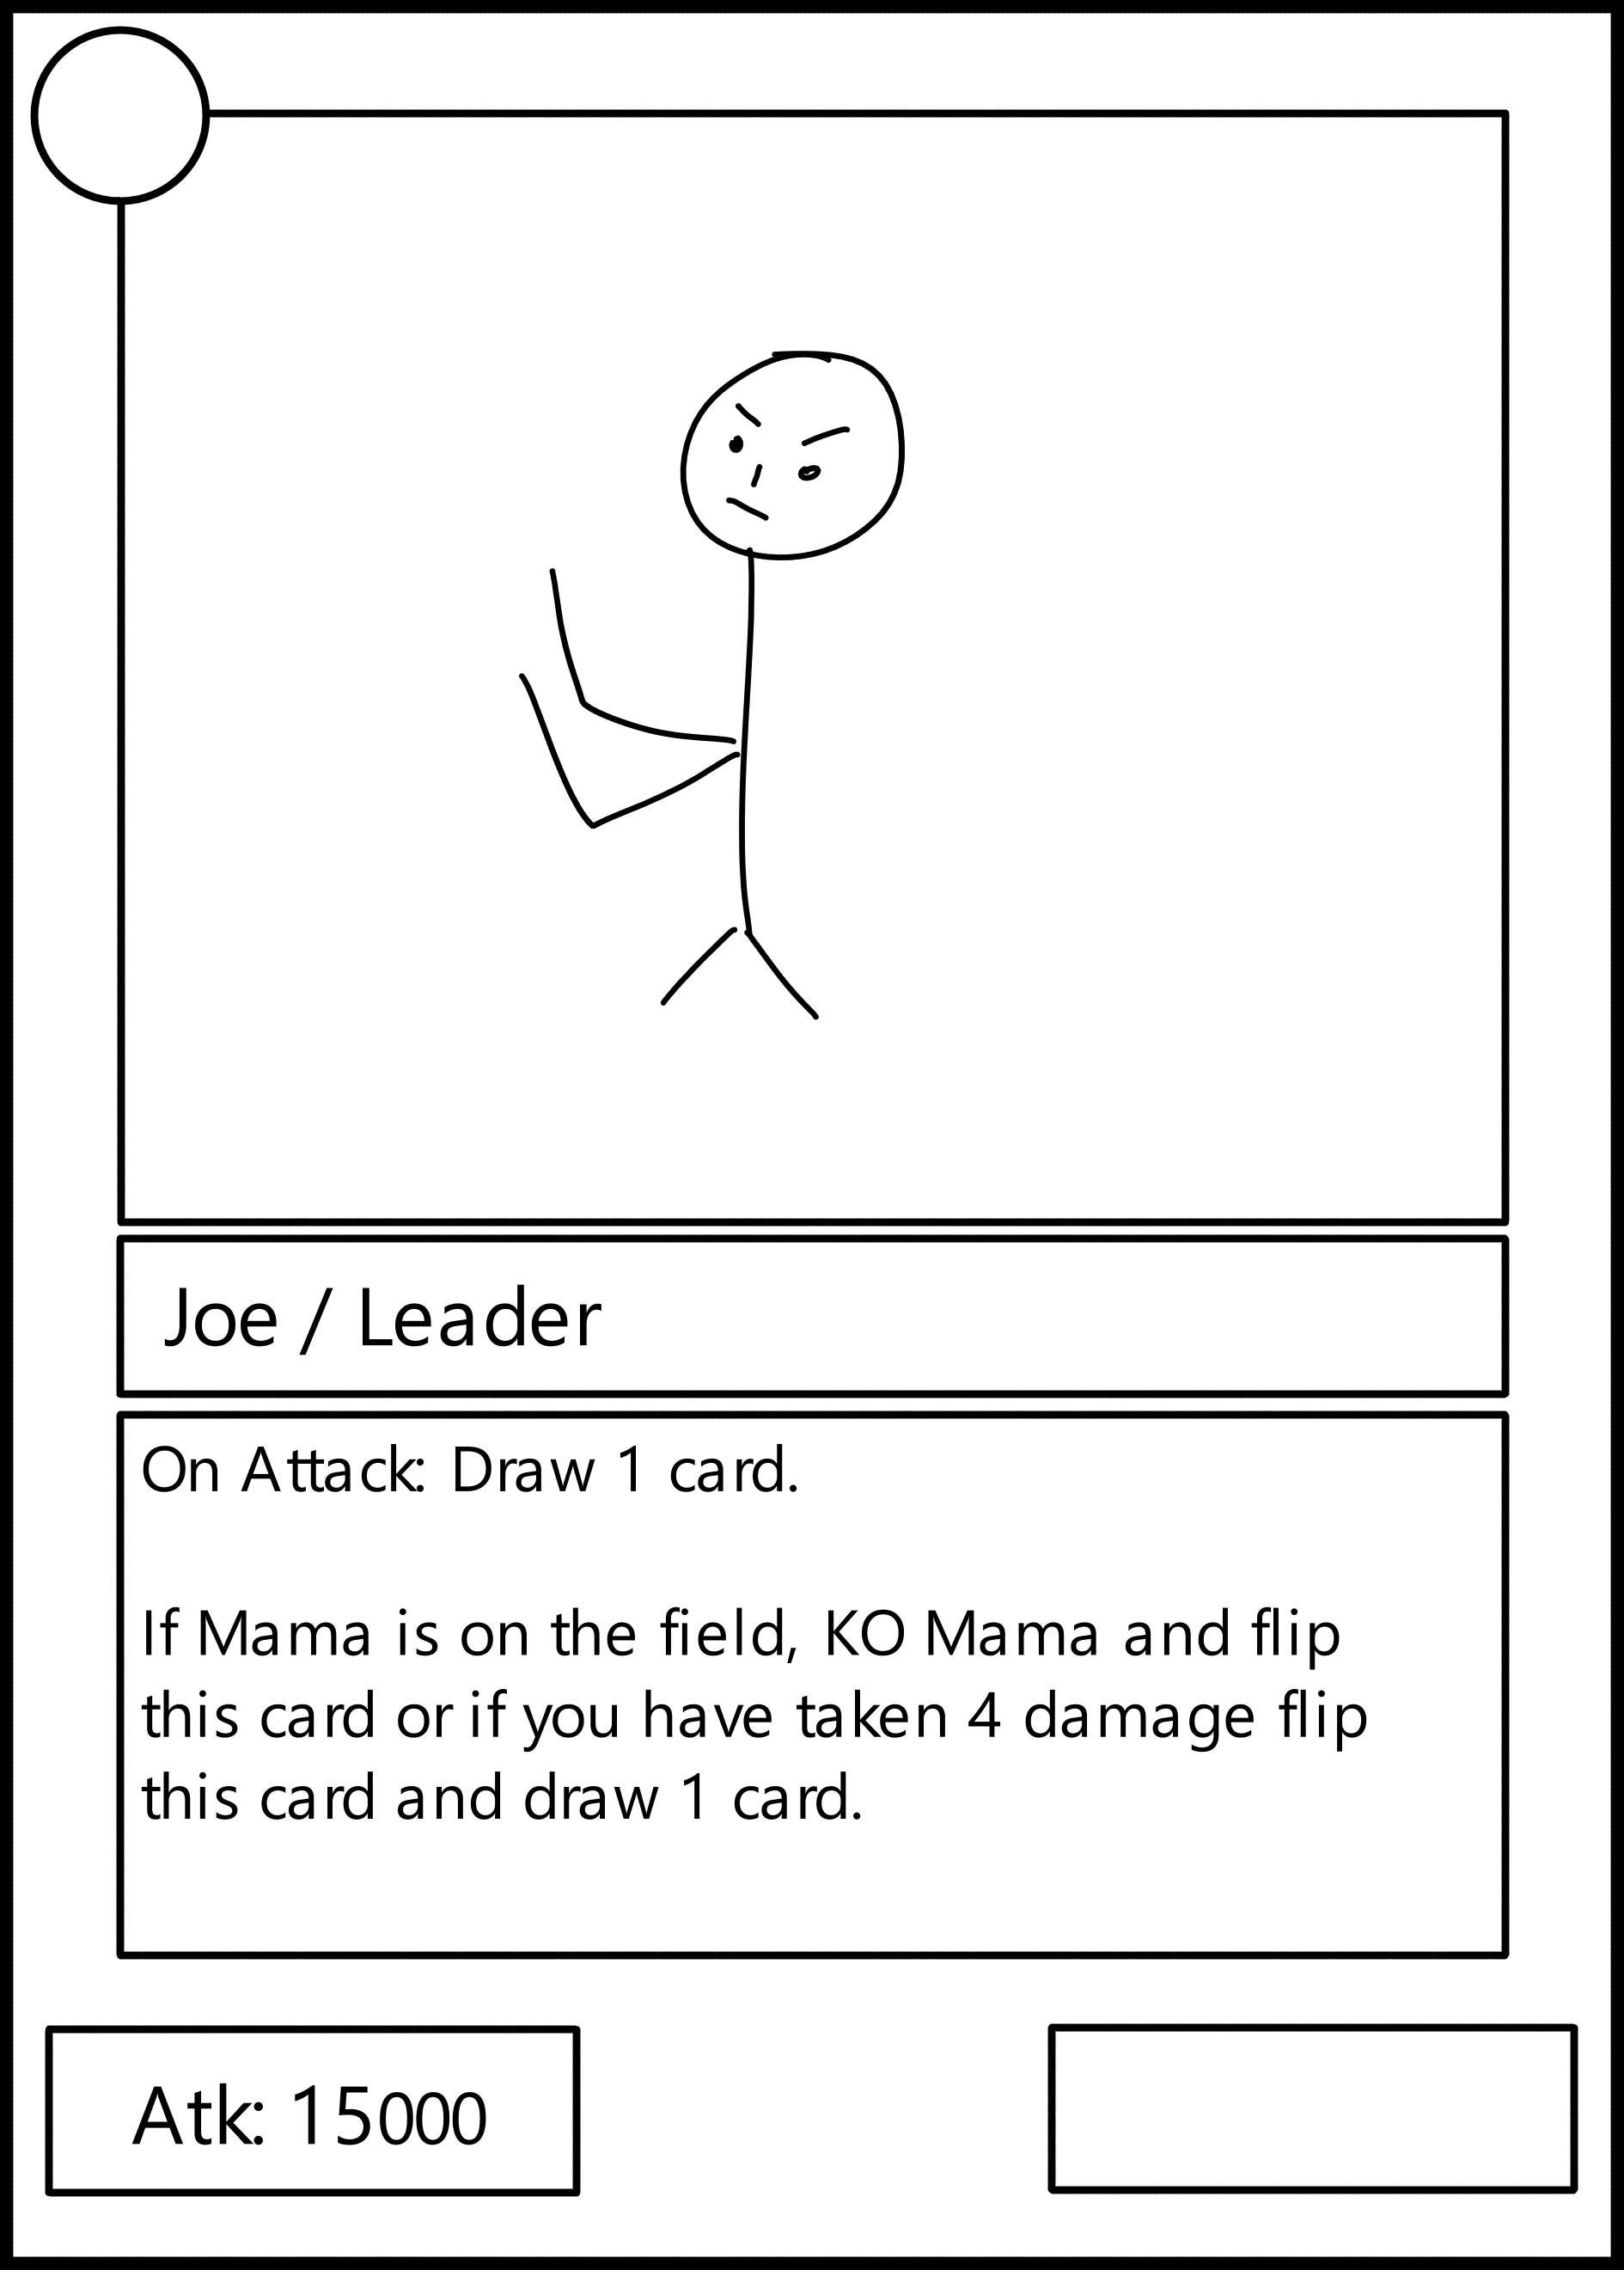 Joe / Leader
On Attack: Draw 1 card.
If Mama is on the field, KO Mama and flip
this card or if you have taken 4 damage flip
this card and draw 1 card.
Atk: 15000